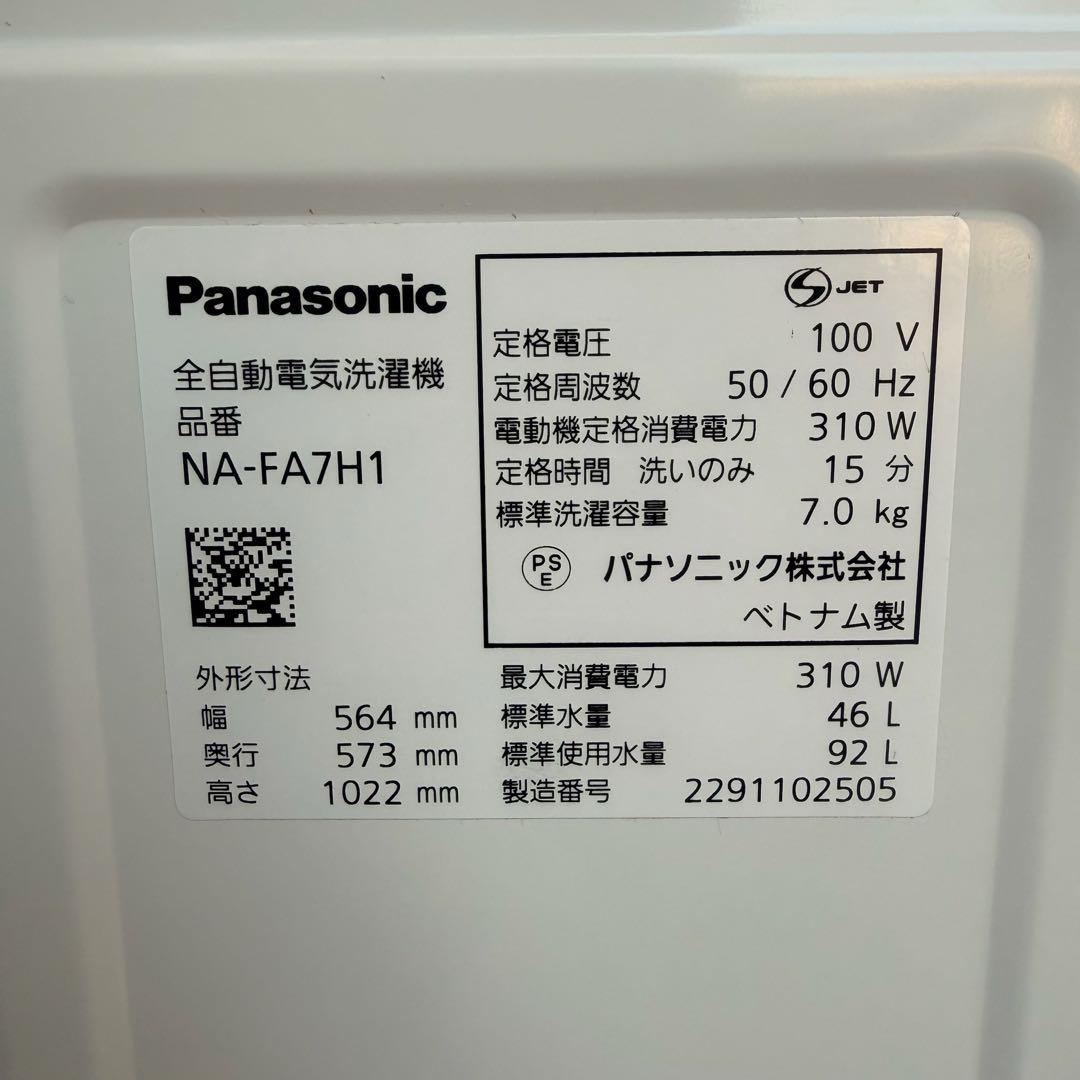 Panasonic
全自動電気洗濯機
品番
NA-FA7H1
JET
定格電圧 100 V
定格周波数 50 / 60 Hz
電動機定格消費電力 310 W
定格時間 洗いのみ 15 分
標準洗濯容量 7.0 kg
PS
E
パナソニック株式会社
ベトナム製
外形寸法
幅 564 mm
奥行 573 mm
高さ 1022 mm
最大消費電力 310 W
標準水量 46 L
標準使用水量 92 L
製造番号 2291102505